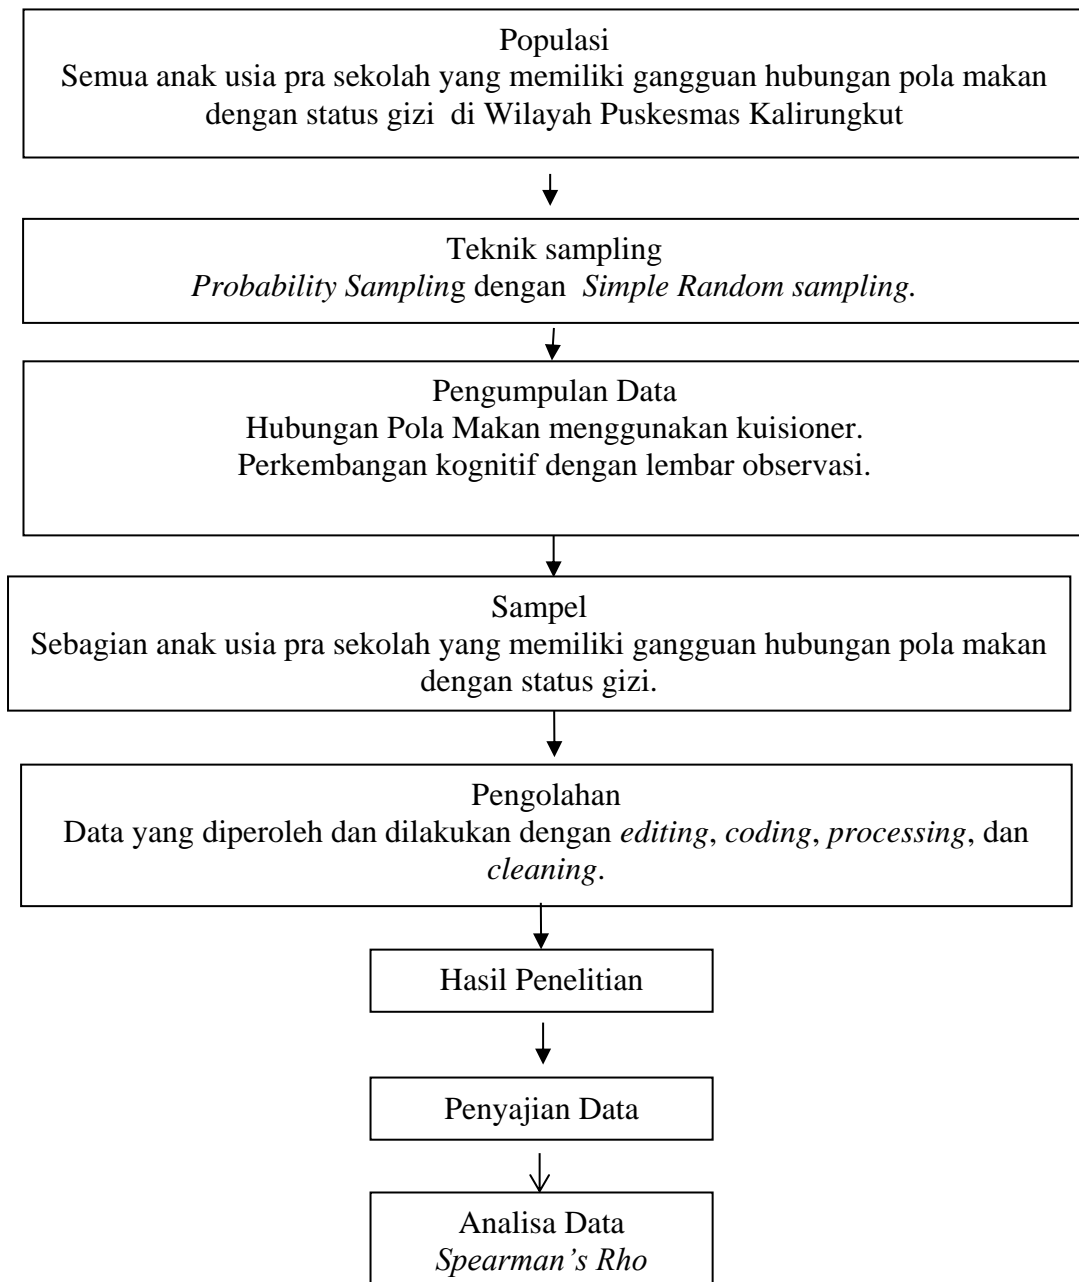 Populasi
Semua anak usia pra sekolah yang memiliki gangguan hubungan pola makan
dengan status gizi di Wilayah Puskesmas Kalirungkut
Teknik sampling
Probability Sampling dengan Simple Random sampling.
Pengumpulan Data
Hubungan Pola Makan menggunakan kuisioner.
Perkembangan kognitif dengan lembar observasi.
Sampel
Sebagian anak usia pra sekolah yang memiliki gangguan hubungan pola makan
dengan status gizi.
Pengolahan
Data yang diperoleh dan dilakukan dengan editing, coding, processing, dan
cleaning.
Hasil Penelitian
Penyajian Data
Analisa Data
Spearman’s Rho